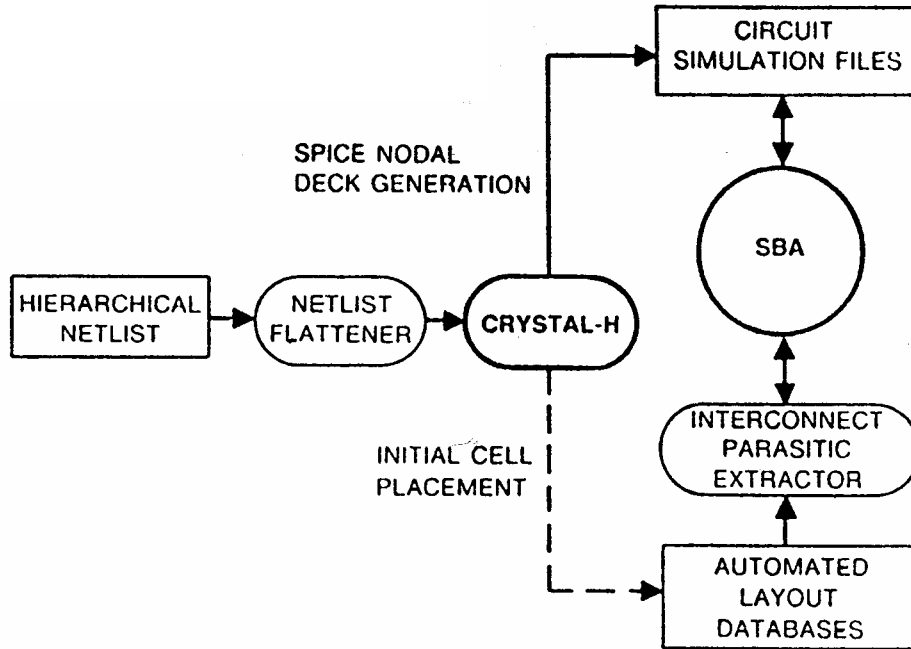 CIRCUIT
SIMULATION FILES
SPICE NODAL
DECK GENERATION
SBA
HIERARCHICAL
NETLIST
NETLIST
FLATTENER
CRYSTAL-H
INITIAL CELL
PLACEMENT
INTERCONNECT
PARASITIC
EXTRACTOR
AUTOMATED
LAYOUT
DATABASES